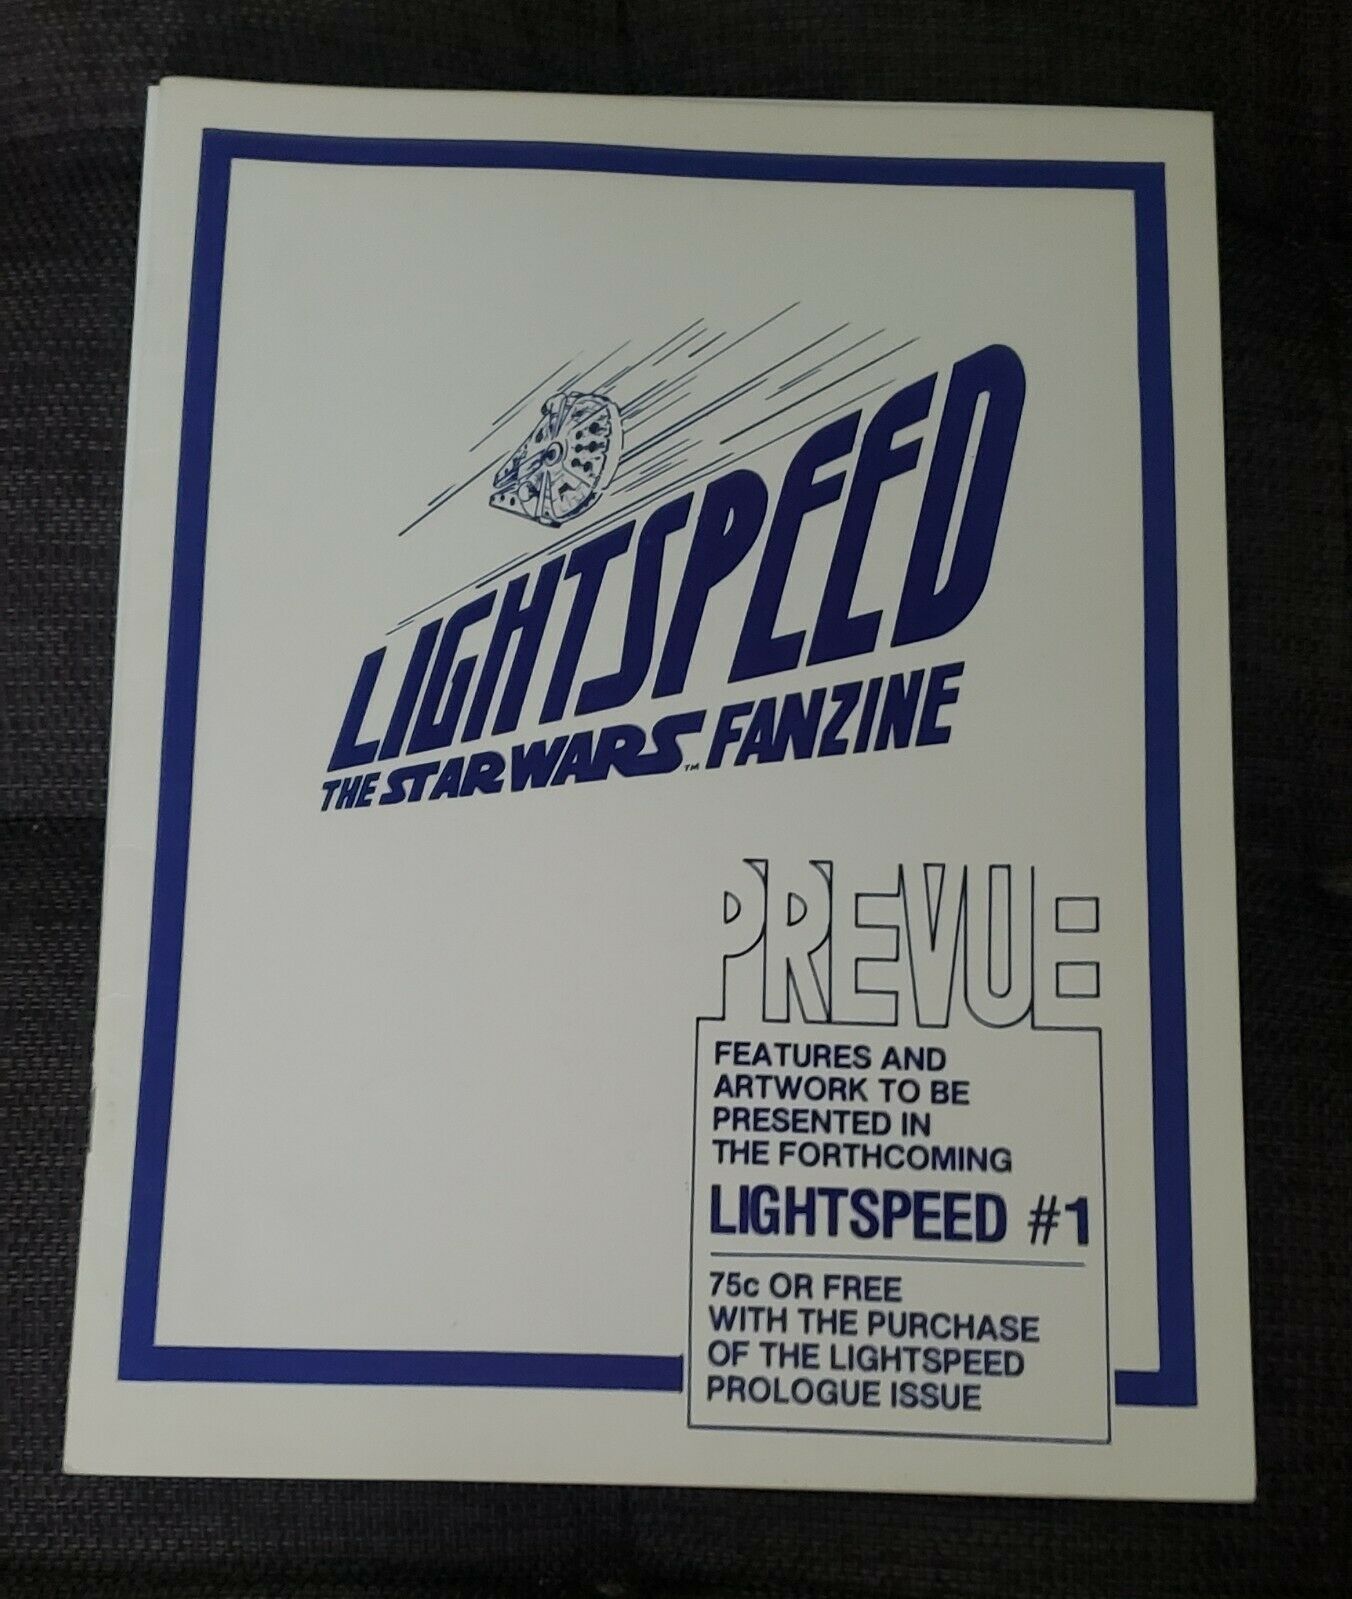 LIGHTSPEED
THE STAR WARS™ FANZINE
PREVUE
FEATURES AND
ARTWORK TO BE
PRESENTED IN
THE FORTHCOMING
LIGHTSPEED #1
75c OR FREE
WITH THE PURCHASE
OF THE LIGHTSPEED
PROLOGUE ISSUE